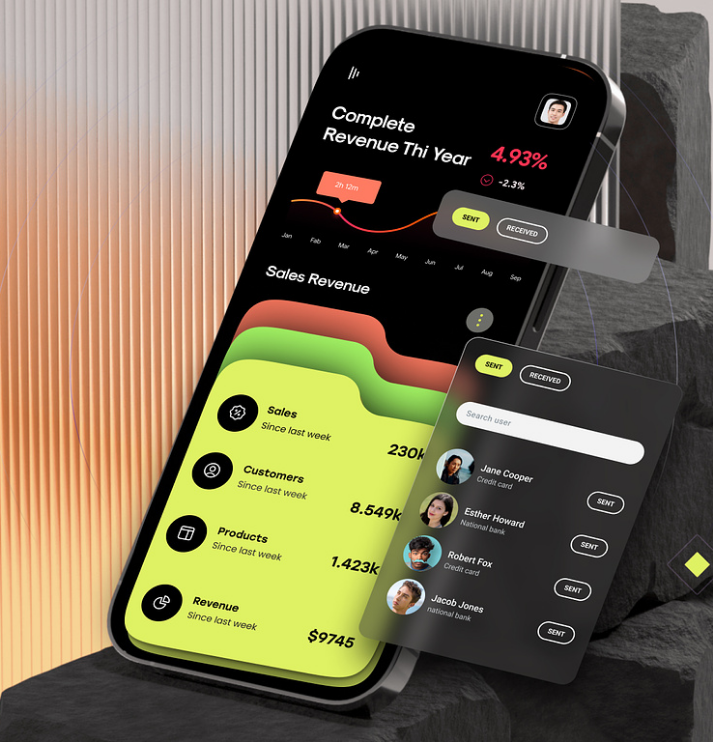 Complete
Revenue Thi Year
4.93%
-2.3%
2h 12m
SENT
RECEIVED
Jan Feb Mar Apr May Jun Jul Aug Sep
Sales Revenue
Sales
Since last week
230k
Customers
Since last week
8.549k
Products
Since last week
1.423k
Revenue
Since last week
$9745
SENT
RECEIVED
Search user
Jane Cooper
Credit card
SENT
Esther Howard
National bank
SENT
Robert Fox
Credit card
SENT
Jacob Jones
national bank
SENT